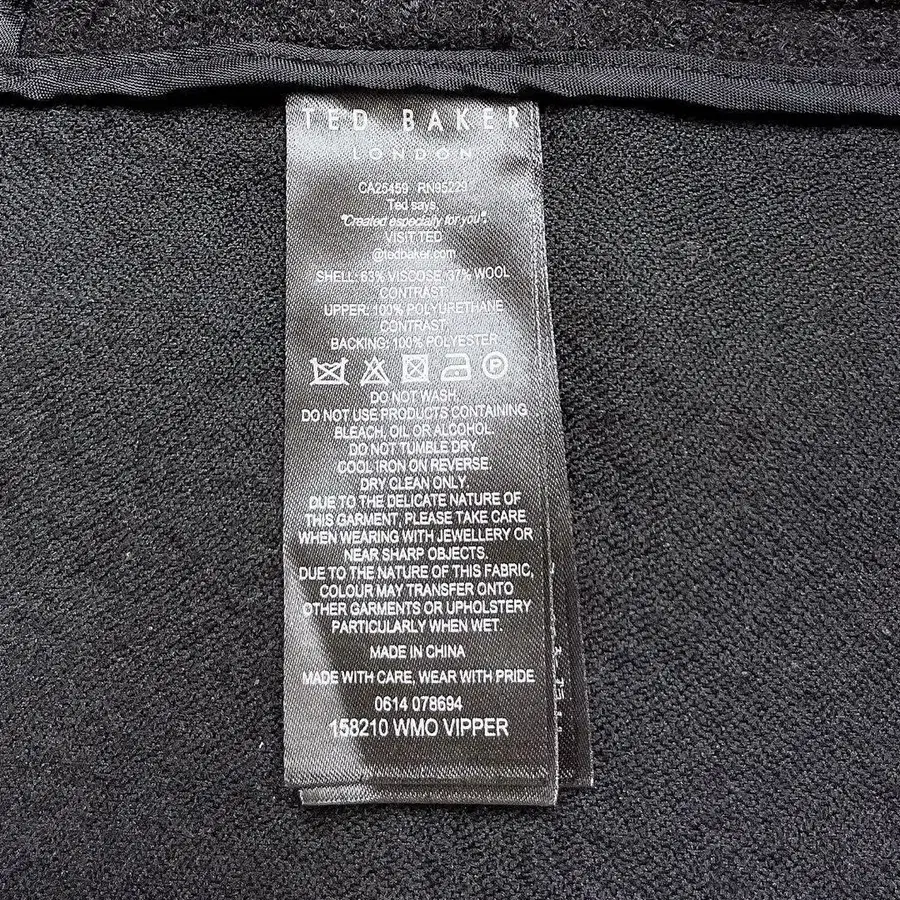 TED BAKER
LONDON
CA25459 RN95229
Ted says,
"Created especially for you".
VISIT TED
@tedbaker.com
SHELL: 63% VISCOSE 37% WOOL
CONTRAST.
UPPER: 100% POLYURETHANE
CONTRAST.
BACKING: 100% POLYESTER
DO NOT WASH.
DO NOT USE PRODUCTS CONTAINING
BLEACH, OIL OR ALCOHOL.
DO NOT TUMBLE DRY.
COOL IRON ON REVERSE.
DRY CLEAN ONLY.
DUE TO THE DELICATE NATURE OF
THIS GARMENT, PLEASE TAKE CARE
WHEN WEARING WITH JEWELLERY OR
NEAR SHARP OBJECTS.
DUE TO THE NATURE OF THIS FABRIC,
COLOUR MAY TRANSFER ONTO
OTHER GARMENTS OR UPHOLSTERY
PARTICULARLY WHEN WET.
MADE IN CHINA
MADE WITH CARE, WEAR WITH PRIDE
0614 078694
158210 WMO VIPPER